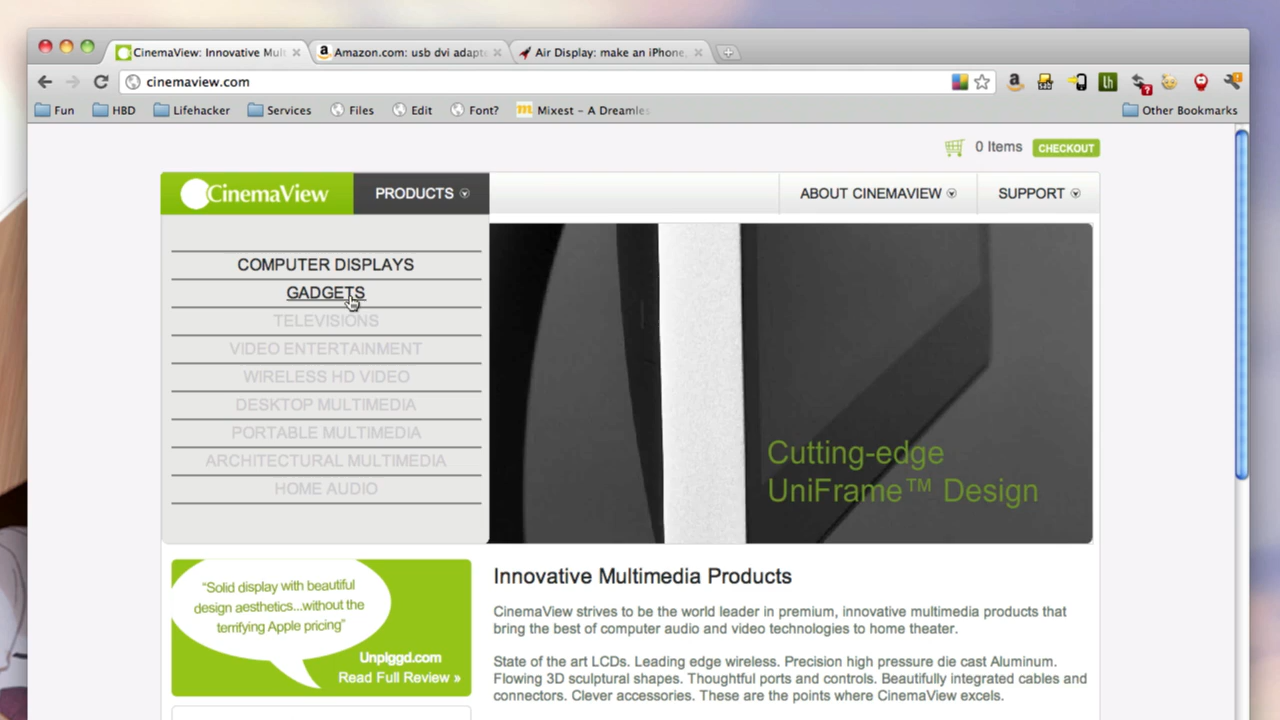 CinemaView: Innovative Mul
Amazon.com: usb dvi adapt
Air Display: make an iPhone,
cinemaview.com
Fun
HBD
Lifehacker
Services
Files
Edit
Font?
Mixest – A Dreamles
Other Bookmarks
0 Items
CHECKOUT
CinemaView
PRODUCTS
ABOUT CINEMAVIEW
SUPPORT
COMPUTER DISPLAYS
GADGETS
TELEVISIONS
VIDEO ENTERTAINMENT
WIRELESS HD VIDEO
DESKTOP MULTIMEDIA
PORTABLE MULTIMEDIA
ARCHITECTURAL MULTIMEDIA
HOME AUDIO
Cutting-edge
UniFrame™ Design
“Solid display with beautiful
design aesthetics...without the
terrifying Apple pricing”
Unplggd.com
Read Full Review »
Innovative Multimedia Products
CinemaView strives to be the world leader in premium, innovative multimedia products that
bring the best of computer audio and video technologies to home theater.
State of the art LCDs. Leading edge wireless. Precision high pressure die cast Aluminum.
Flowing 3D sculptural shapes. Thoughtful ports and controls. Beautifully integrated cables and
connectors. Clever accessories. These are the points where CinemaView excels.